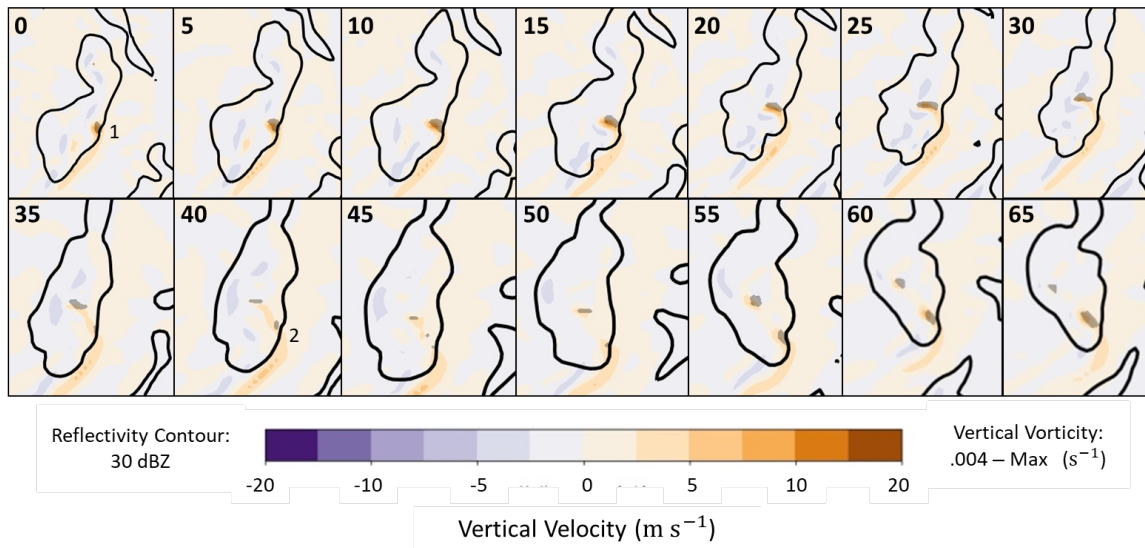 0 5 10 15 20 25 30
1
35 40 45 50 55 60 65
2
Reflectivity Contour:
30 dBZ
Vertical Vorticity:
.004 – Max (s⁻¹)
-20 -10 -5 0 5 10 20
Vertical Velocity (m s⁻¹)